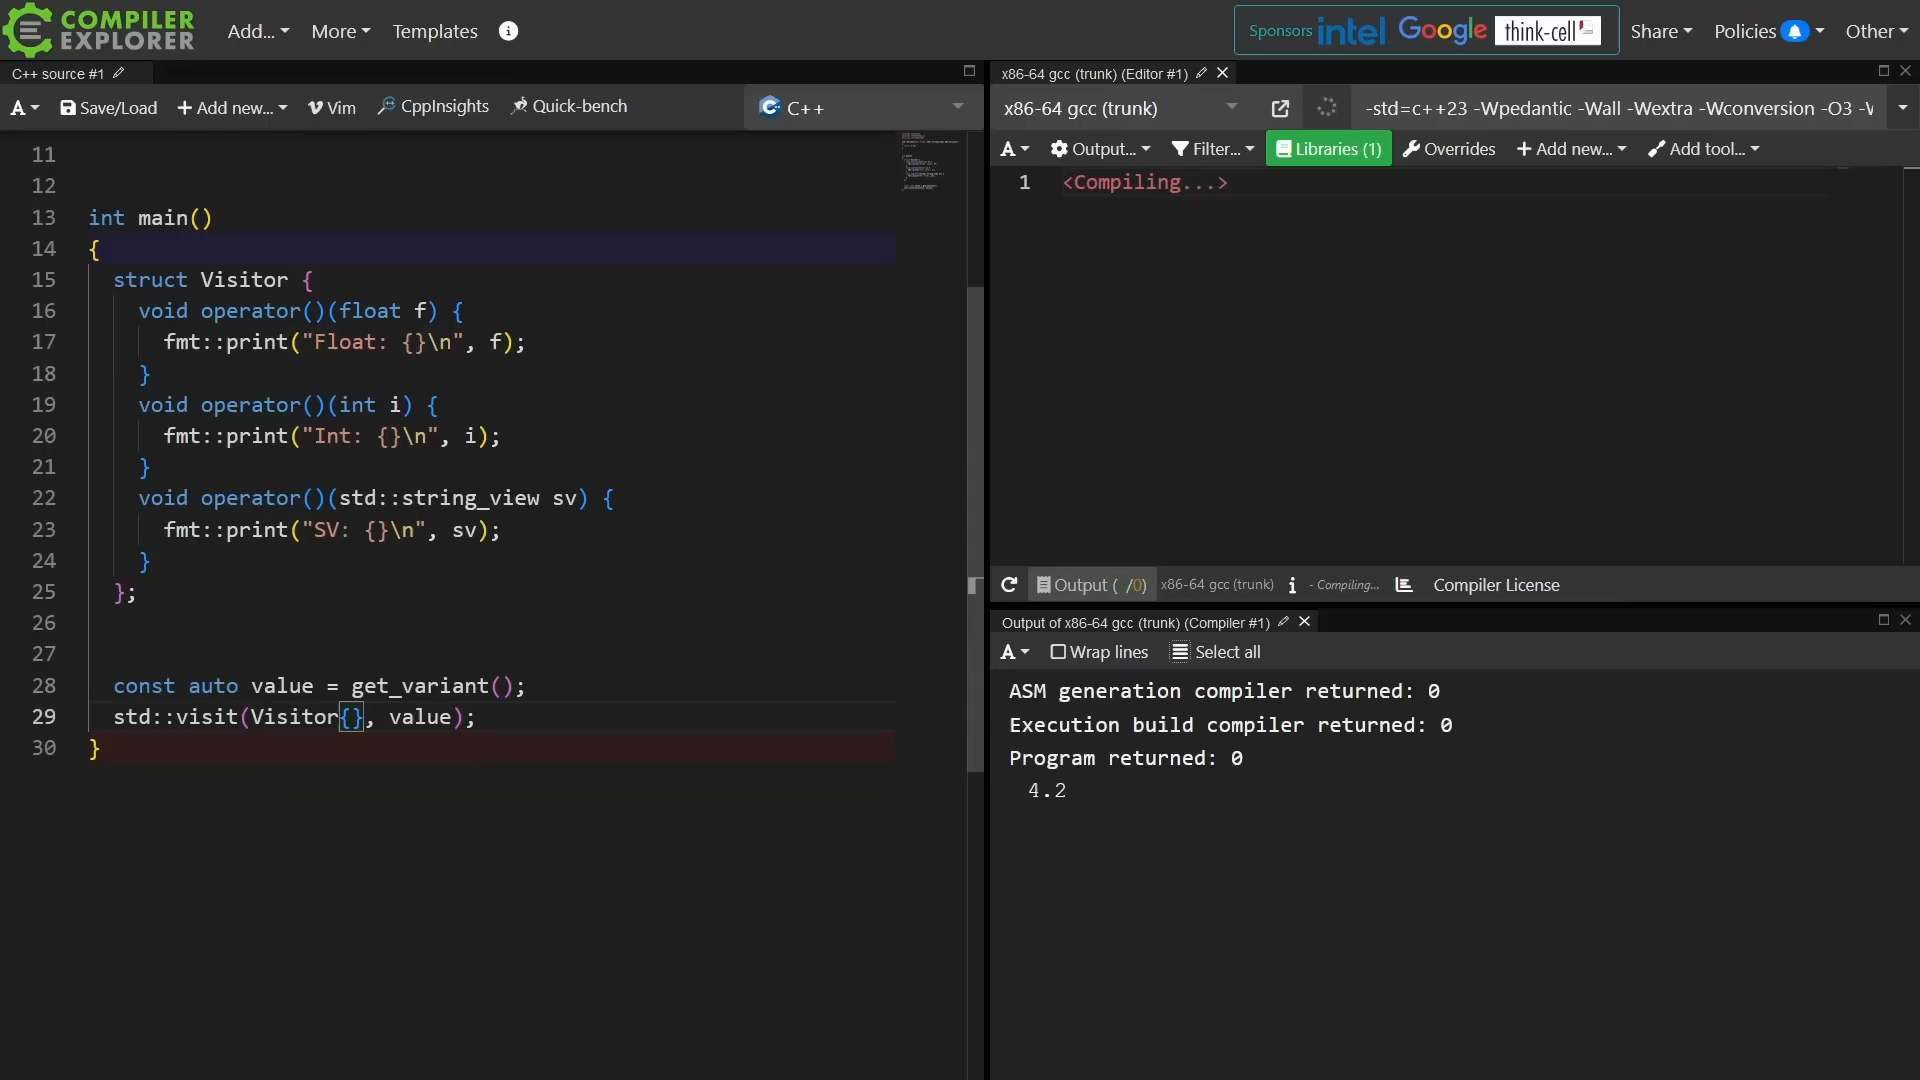 COMPILER
EXPLORER
Add...
More
Templates
Sponsors intel Google think-cell
Share
Policies
Other
C++ source #1
A
Save/Load
+ Add new...
Vim
CppInsights
Quick-bench
C++
11
12
13 int main()
14 {
15 struct Visitor {
16 void operator()(float f) {
17 fmt::print("Float: {}\n", f);
18 }
19 void operator()(int i) {
20 fmt::print("Int: {}\n", i);
21 }
22 void operator()(std::string_view sv) {
23 fmt::print("SV: {}\n", sv);
24 }
25 };
26
27
28 const auto value = get_variant();
29 std::visit(Visitor{}, value);
30 }
x86-64 gcc (trunk) (Editor #1)
x86-64 gcc (trunk)
-std=c++23 -Wpedantic -Wall -Wextra -Wconversion -O3 -W
A
Output...
Filter...
Libraries (1)
Overrides
+ Add new...
Add tool...
1 <Compiling...>
Output ( /0)
x86-64 gcc (trunk)
- Compiling...
Compiler License
Output of x86-64 gcc (trunk) (Compiler #1)
A
Wrap lines
Select all
ASM generation compiler returned: 0
Execution build compiler returned: 0
Program returned: 0
4.2